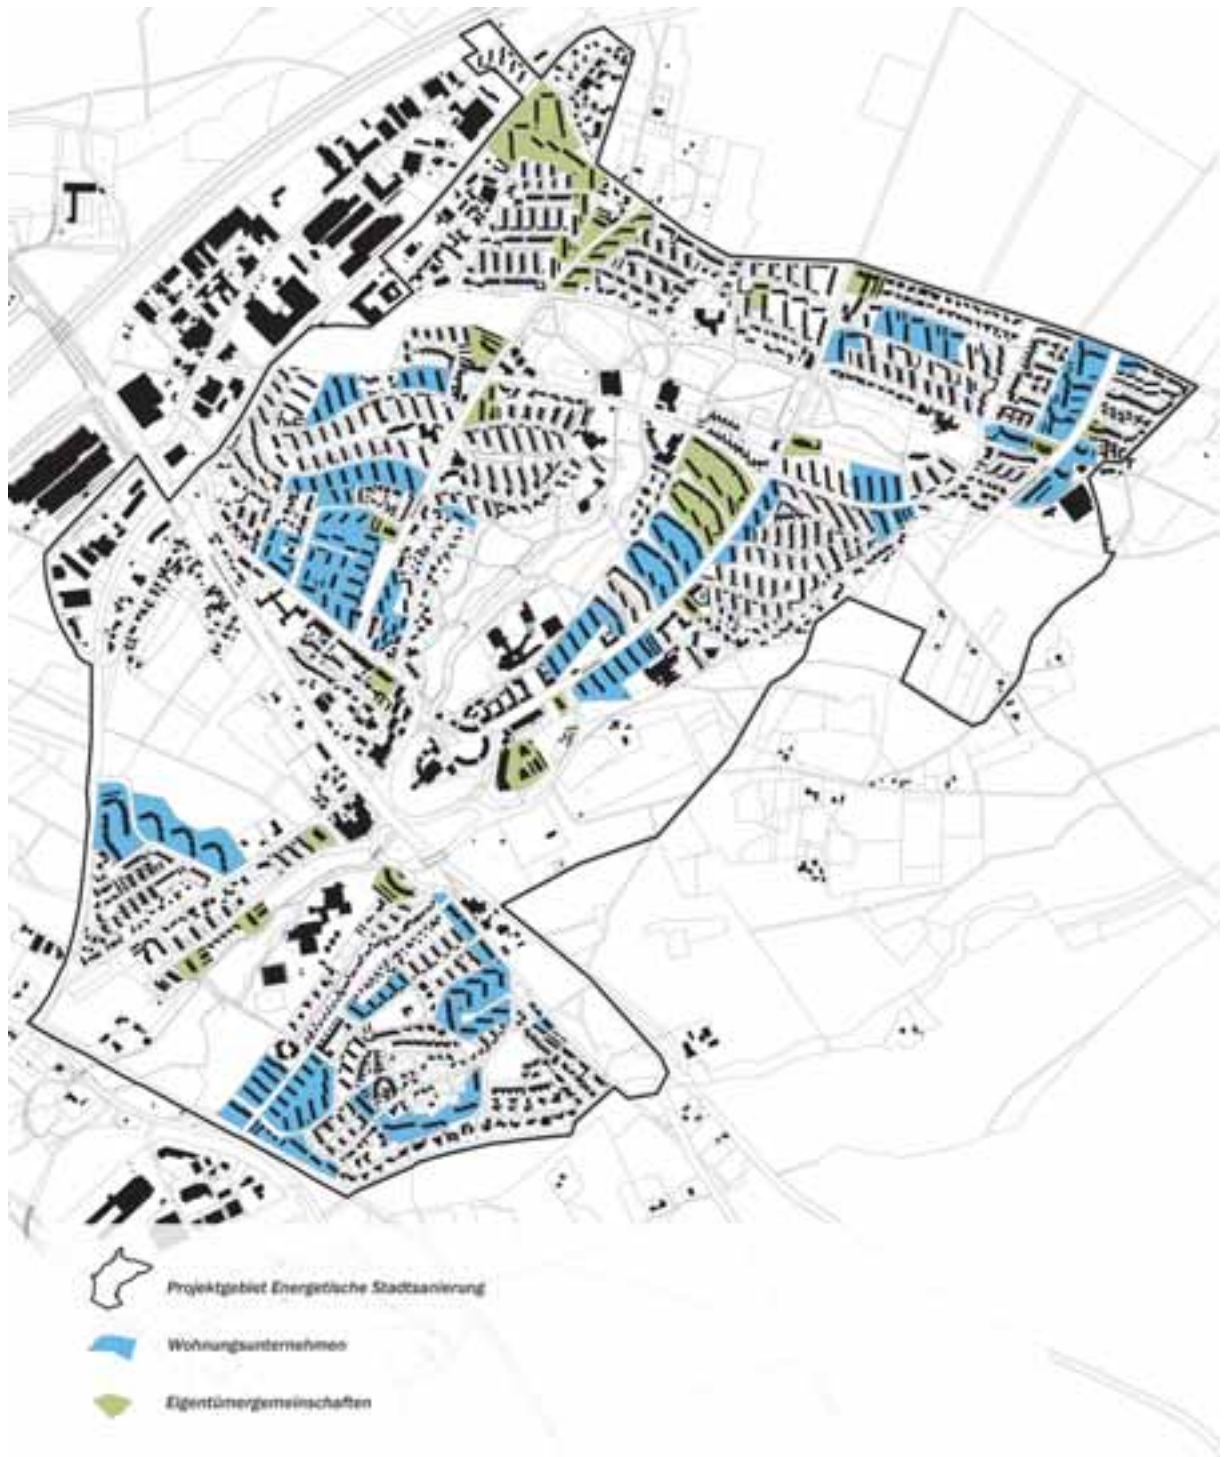 Projektgebiet Energetische Stadtsanierung
Wohnungsunternehmen
Eigentümergemeinschaften